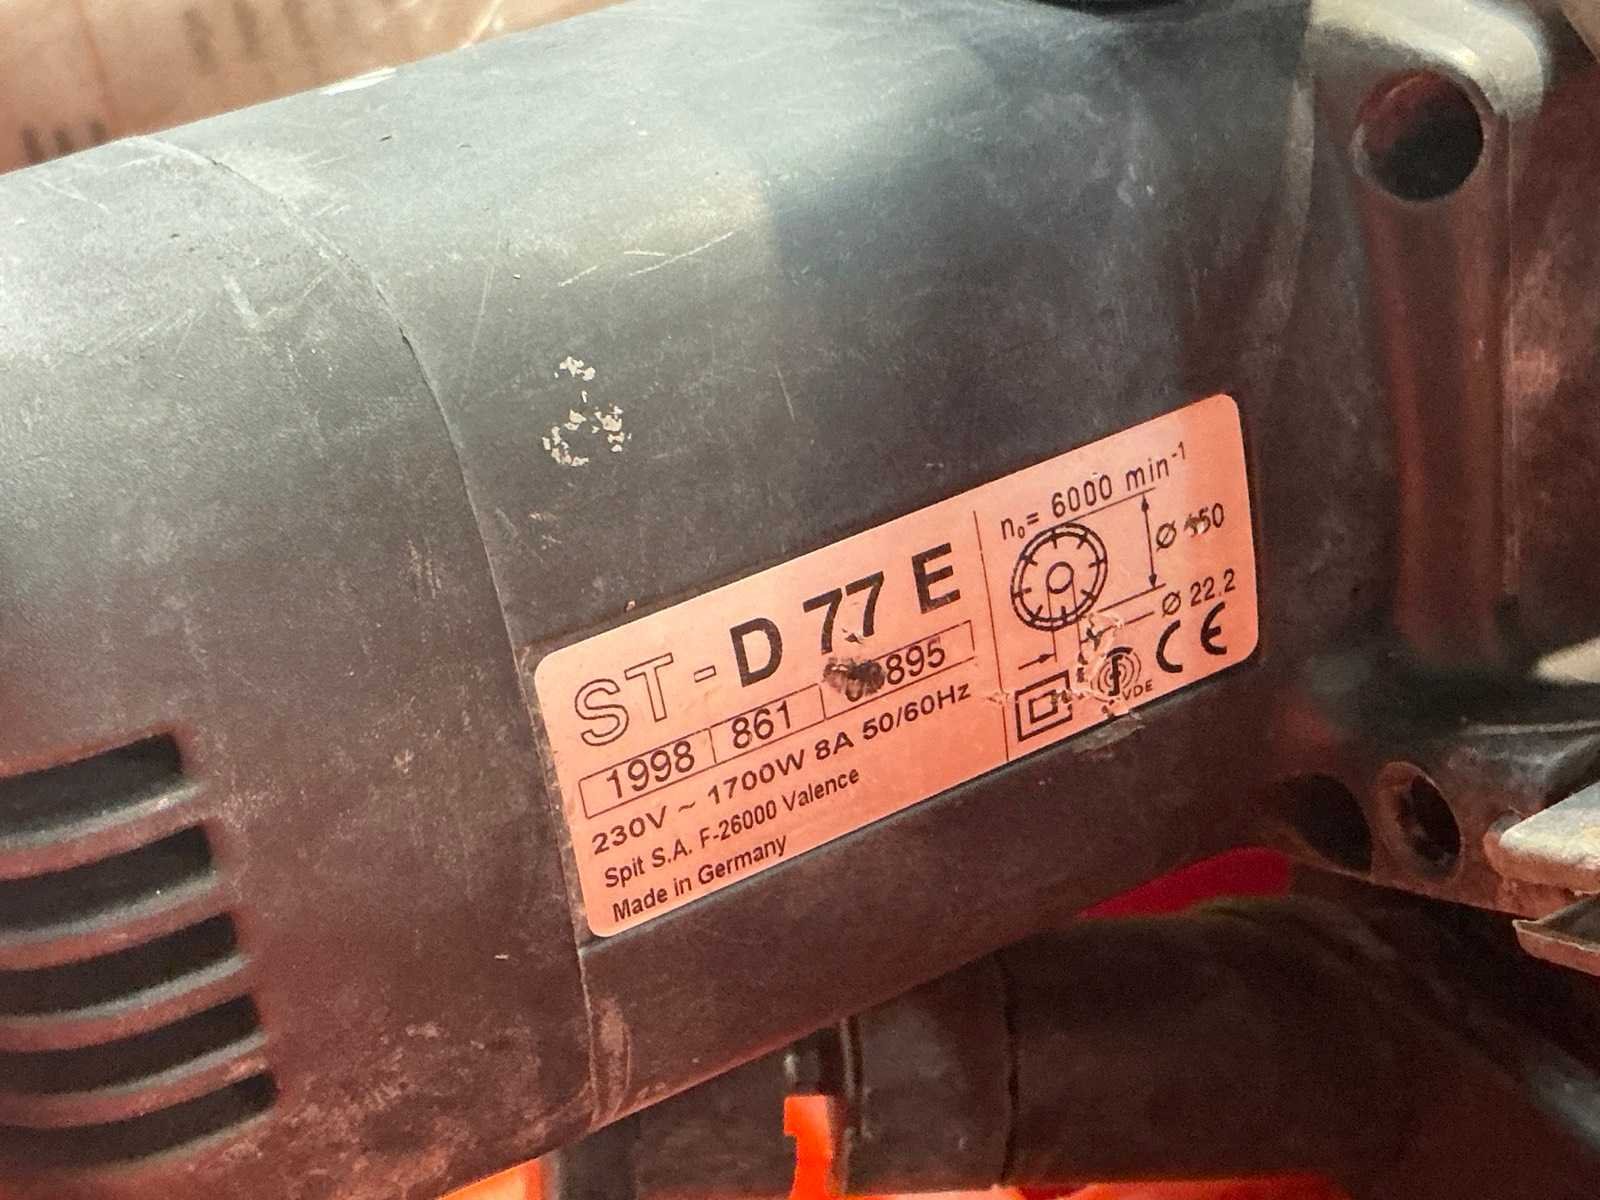 ST-D 77 E
1998 861 895
230V ~ 1700W 8A 50/60Hz
Spit S.A. F-26000 Valence
Made in Germany
n₀= 6000 min⁻¹
Ø 150
Ø 22.2
VDE CE